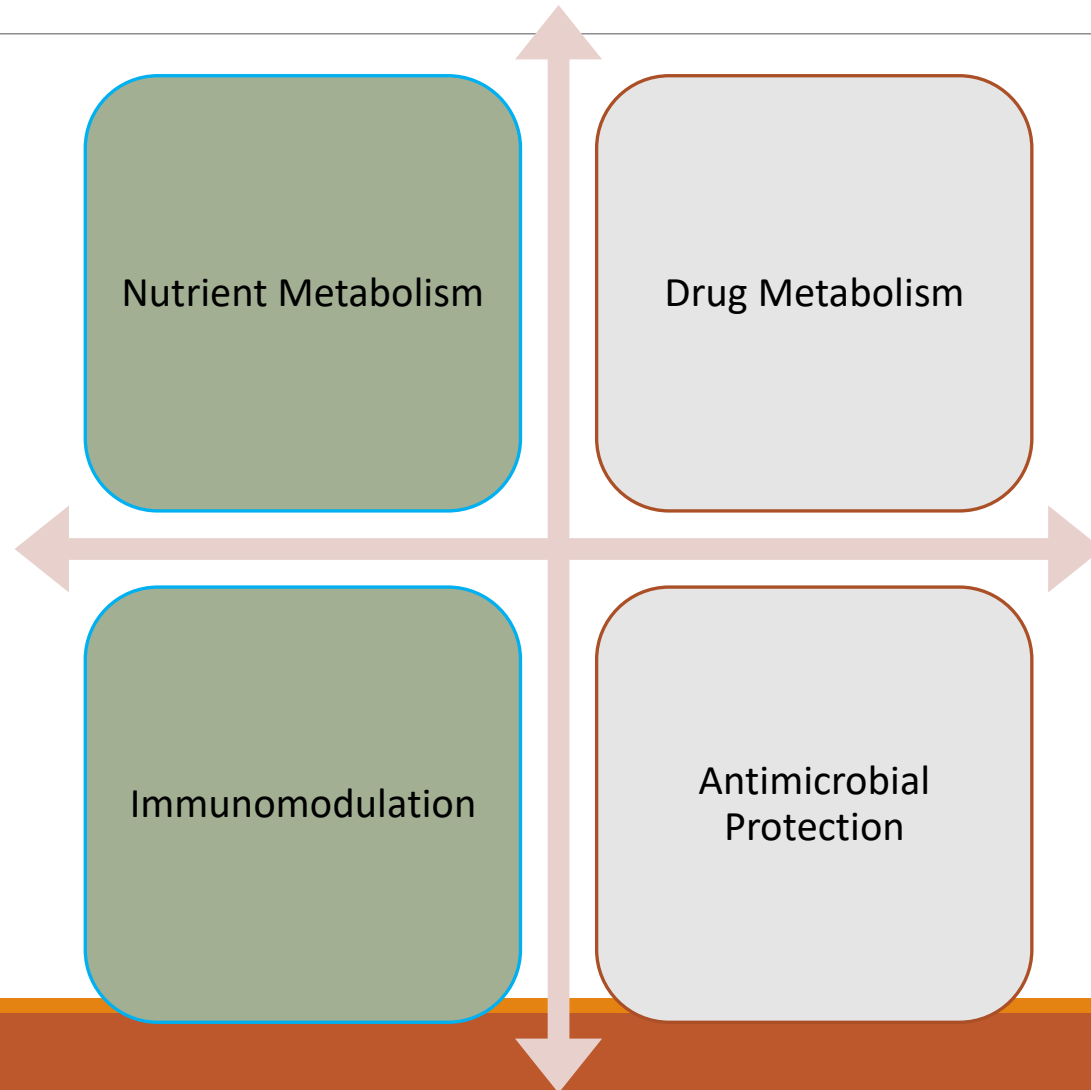 Nutrient Metabolism
Drug Metabolism
Immunomodulation
Antimicrobial
Protection